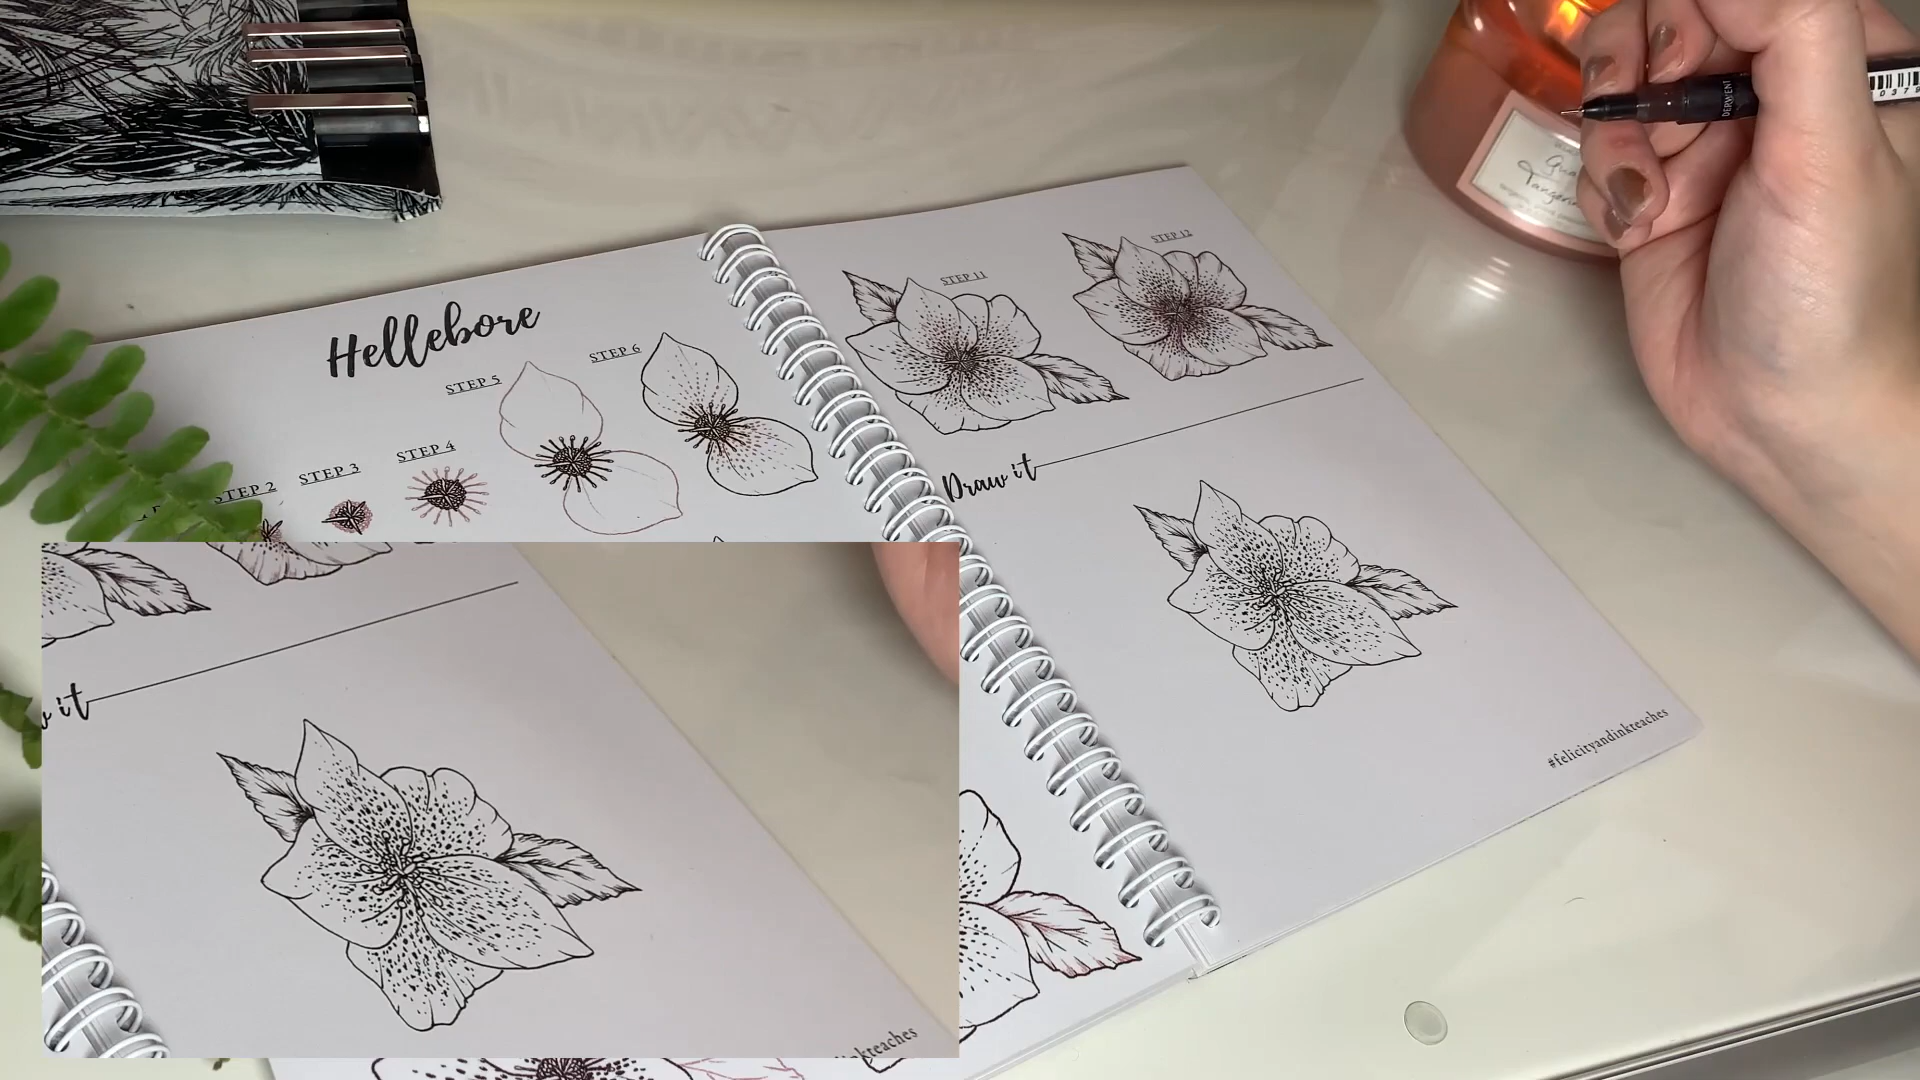 Hellebore
STEP 2
STEP 3
STEP 4
STEP 5
STEP 6
STEP 11
STEP 12
Draw it
#felicityandinkteaches
DERWENT
it
inkteaches